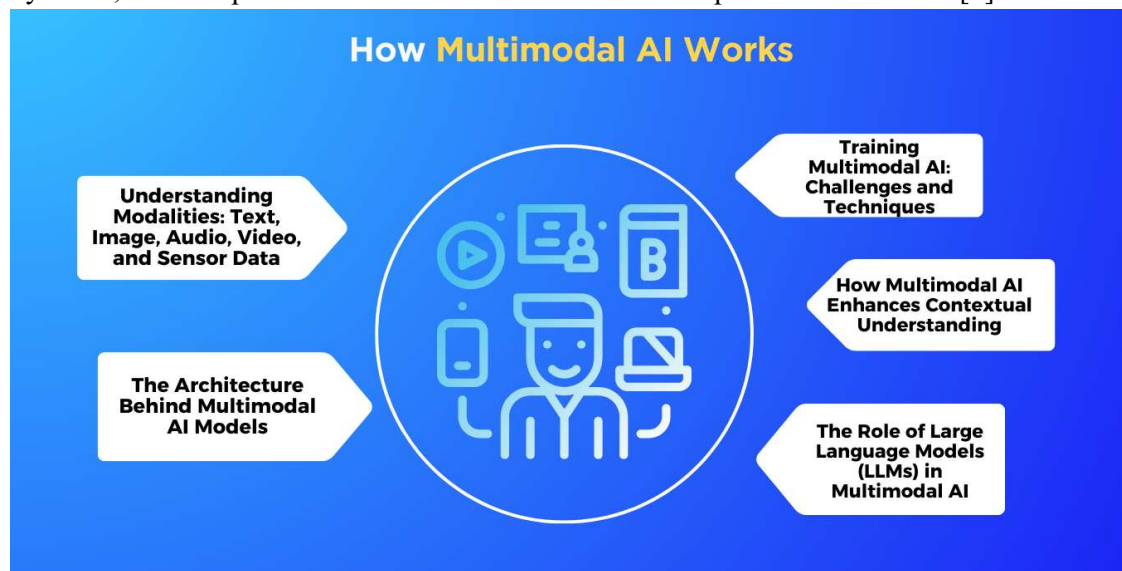 How Multimodal AI Works
Understanding
Modalities: Text,
Image, Audio, Video,
and Sensor Data
The Architecture
Behind Multimodal
AI Models
B
Training
Multimodal AI:
Challenges and
Techniques
How Multimodal AI
Enhances Contextual
Understanding
The Role of Large
Language Models
(LLMs) in
Multimodal AI